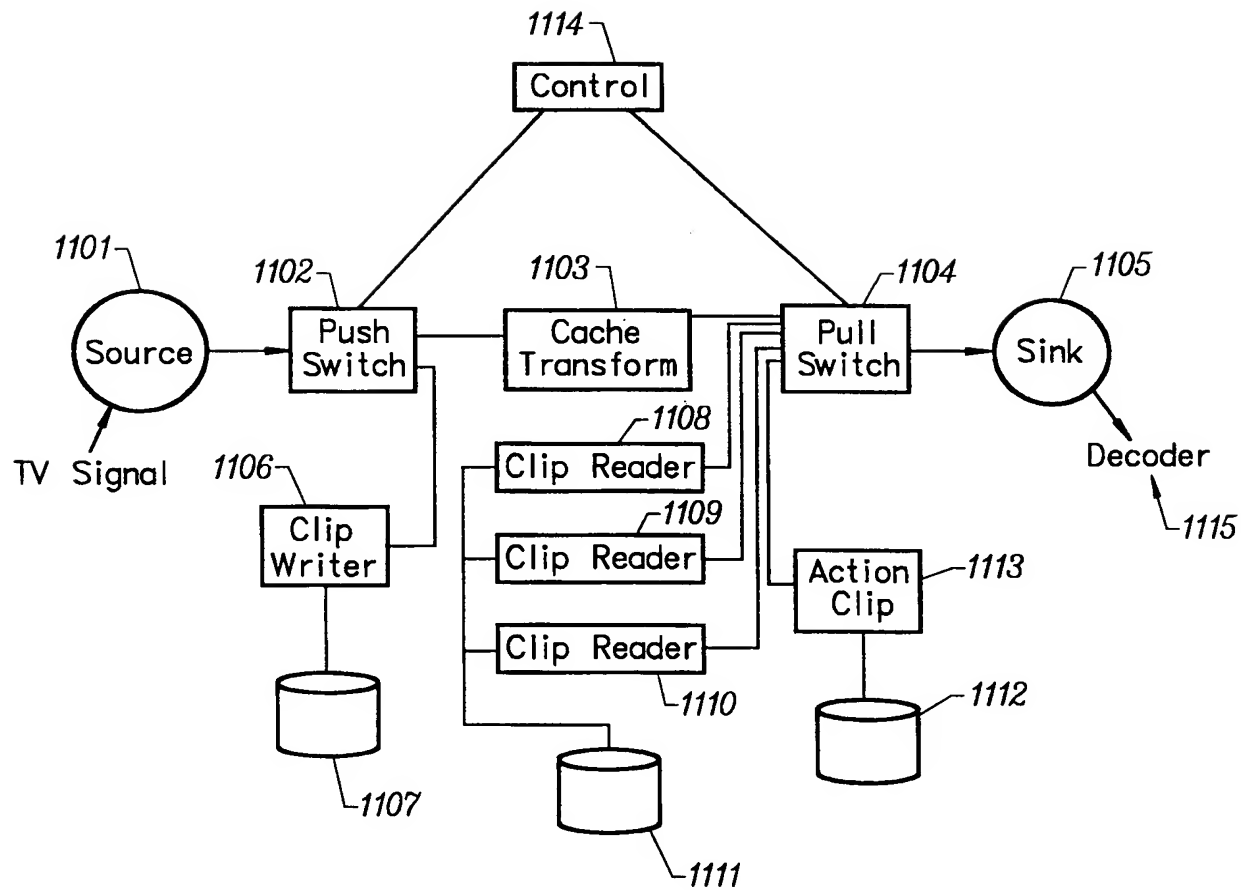 1114
Control
1101
1102
1103
1104
1105
Source
Push
Switch
Cache
Transform
Pull
Switch
Sink
TV Signal
Decoder
1115
1106
Clip
Writer
1107
1108
Clip Reader
1109
Clip Reader
Clip Reader
1110
1111
Action
Clip
1113
1112